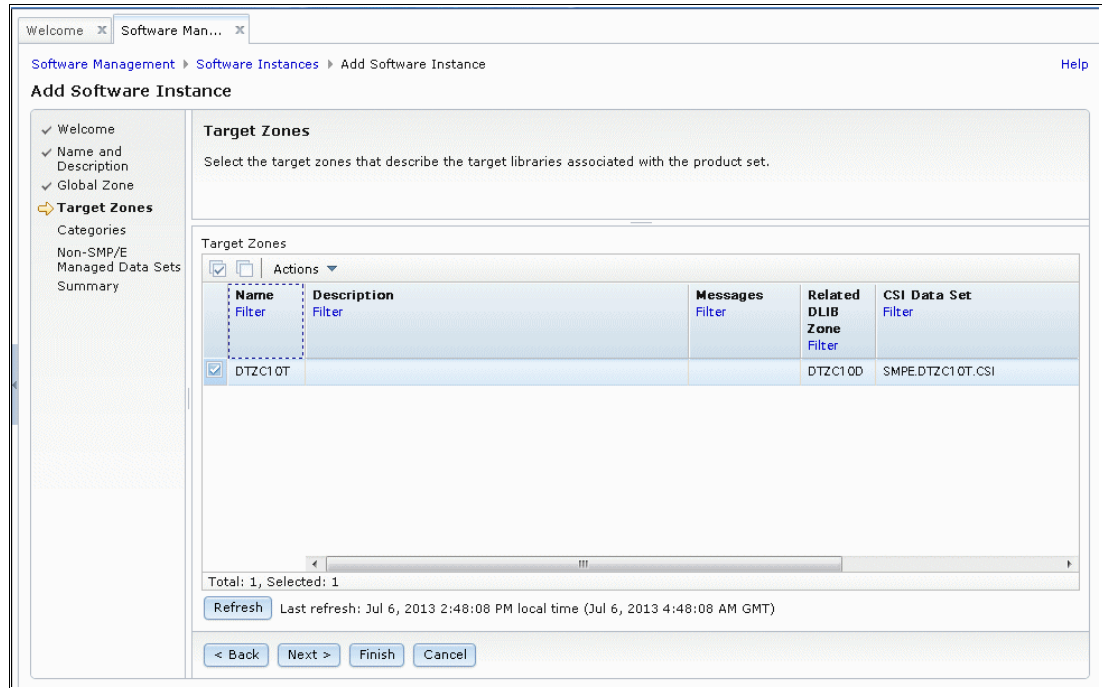 Welcome x Software Man... x
Software Management Software Instances Add Software Instance Help
Add Software Instance
Welcome
Name and
Description
Global Zone
Target Zones
Categories
Non-SMP/E
Managed Data Sets
Summary
Target Zones
Select the target zones that describe the target libraries associated with the product set.
Target Zones
Actions
Name Description Messages Related DLIB Zone CSI Data Set
Filter Filter Filter Filter Filter
DTZC10T DTZC10D SMPE.DTZC10T.CSI
Total: 1, Selected: 1
Refresh Last refresh: Jul 6, 2013 2:48:08 PM local time (Jul 6, 2013 4:48:08 AM GMT)
< Back Next > Finish Cancel